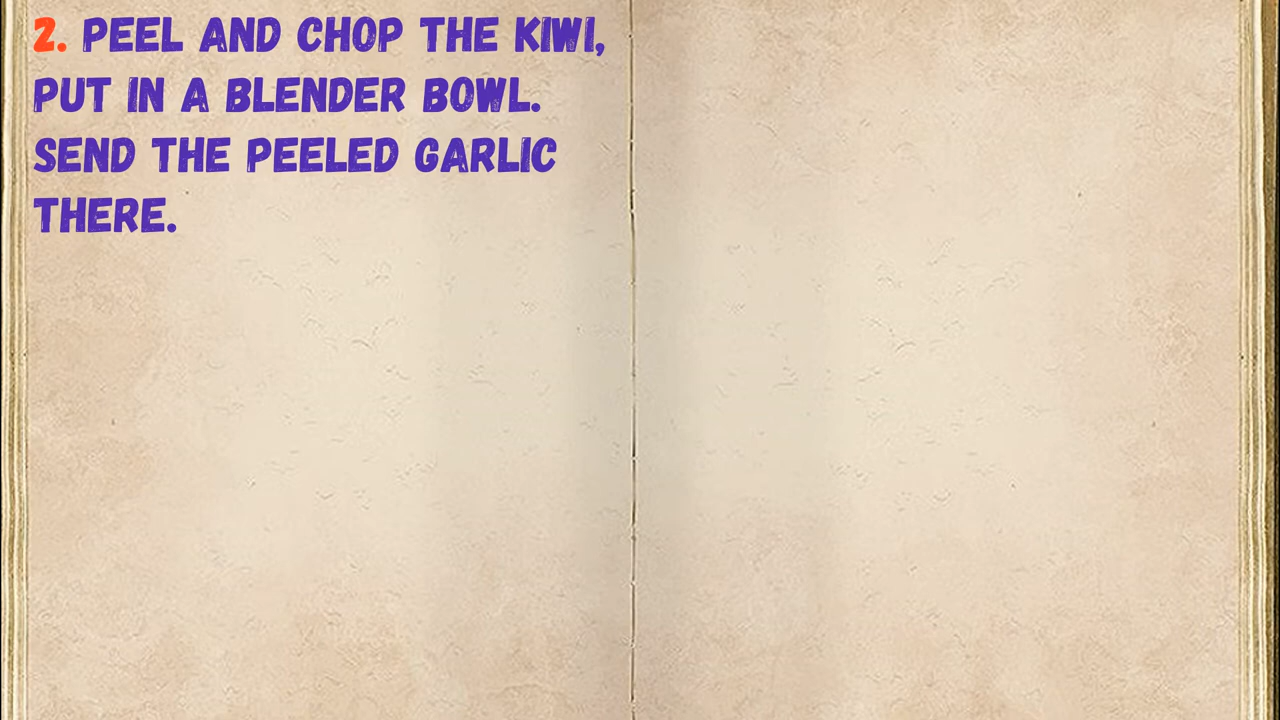 2. PEEL AND CHOP THE KIWI,
PUT IN A BLENDER BOWL.
SEND THE PEELED GARLIC
THERE.